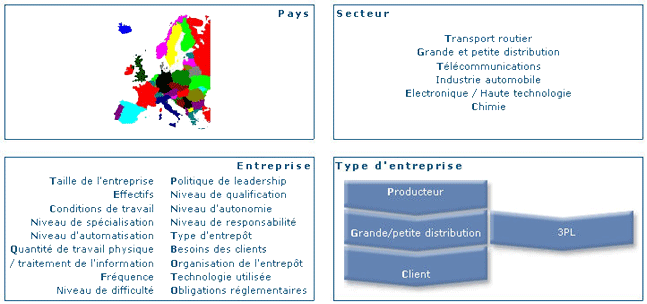 Pays
Secteur
Transport routier
Grande et petite distribution
Télécommunications
Industrie automobile
Electronique / Haute technologie
Chimie
Entreprise
Taille de l'entreprise
Effectifs
Conditions de travail
Niveau de spécialisation
Niveau d'automatisation
Quantité de travail physique
/ traitement de l'information
Fréquence
Niveau de difficulté
Politique de leadership
Niveau de qualification
Niveau d'autonomie
Niveau de responsabilité
Type d'entrepôt
Besoins des clients
Organisation de l'entrepôt
Technologie utilisée
Obligations réglementaires
Type d'entreprise
Producteur
Grande/petite distribution
3PL
Client